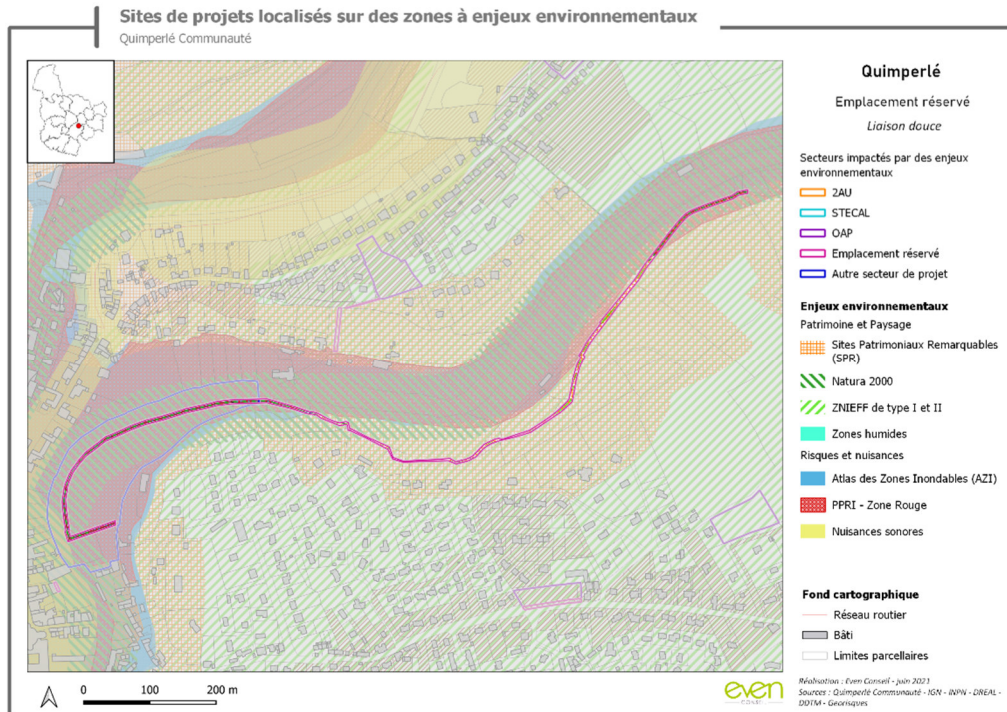 Sites de projets localisés sur des zones à enjeux environnementaux
Quimperlé Communauté
Quimperlé
Emplacement réservé
Liaison douce
Secteurs impactés par des enjeux
environnementaux
2AU
STECAL
OAP
Emplacement réservé
Autre secteur de projet
Enjeux environnementaux
Patrimoine et Paysage
Sites Patrimoniaux Remarquables
(SPR)
Natura 2000
ZNIEFF de type I et II
Zones humides
Risques et nuisances
Atlas des Zones Inondables (AZI)
PPRI - Zone Rouge
Nuisances sonores
Fond cartographique
Réseau routier
Bâti
Limites parcellaires
0 100 200 m
even
Réalisation : Even Conseil - juin 2021
Sources : Quimperlé Communauté - IGN - INPN - DREAL -
DDTM - Georisques